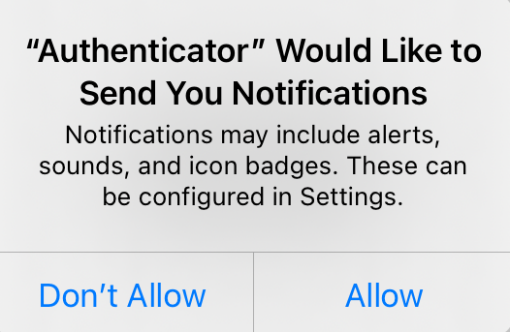 “Authenticator” Would Like to
Send You Notifications
Notifications may include alerts,
sounds, and icon badges. These can
be configured in Settings.
Don’t Allow
Allow